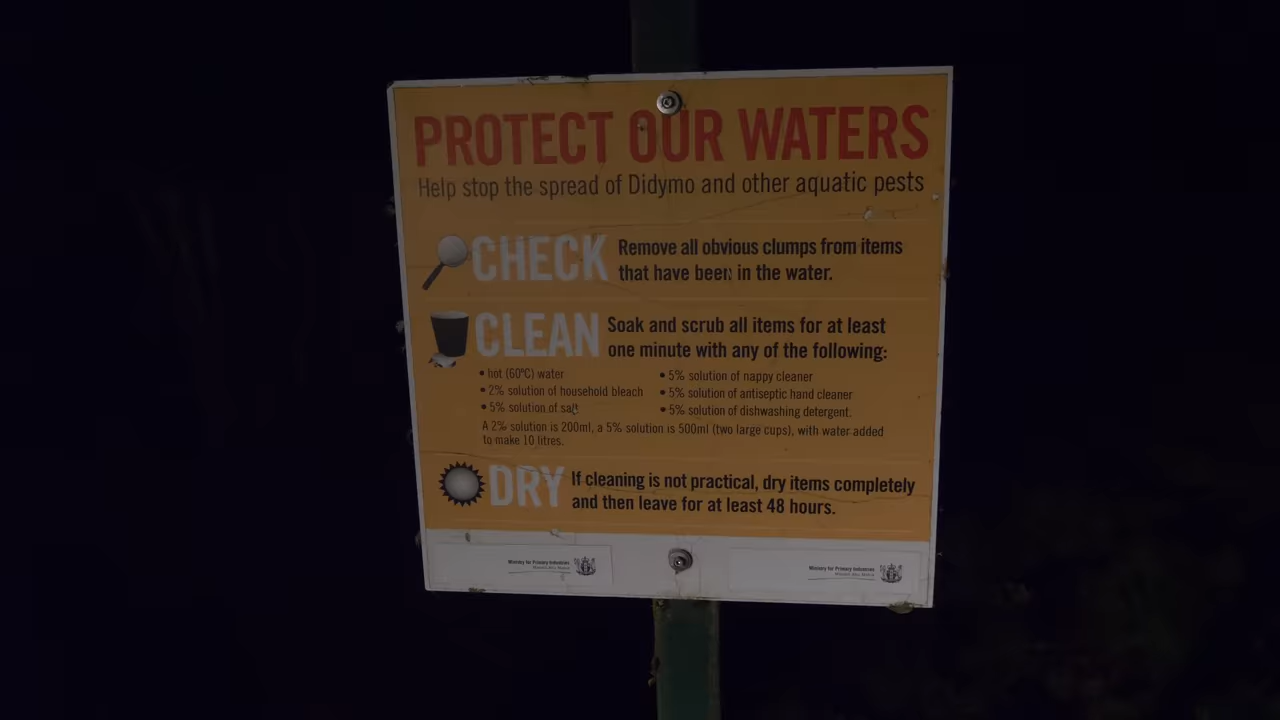 PROTECT OUR WATERS
Help stop the spread of Didymo and other aquatic pests
CHECK
Remove all obvious clumps from items
that have been in the water.
CLEAN
Soak and scrub all items for at least
one minute with any of the following:
• hot (60ºC) water
• 2% solution of household bleach
• 5% solution of salt
• 5% solution of nappy cleaner
• 5% solution of antiseptic hand cleaner
• 5% solution of dishwashing detergent.
A 2% solution is 200ml, a 5% solution is 500ml (two large cups), with water added
to make 10 litres.
DRY
If cleaning is not practical, dry items completely
and then leave for at least 48 hours.
Ministry for Primary Industries
Ministry for Primary Industries